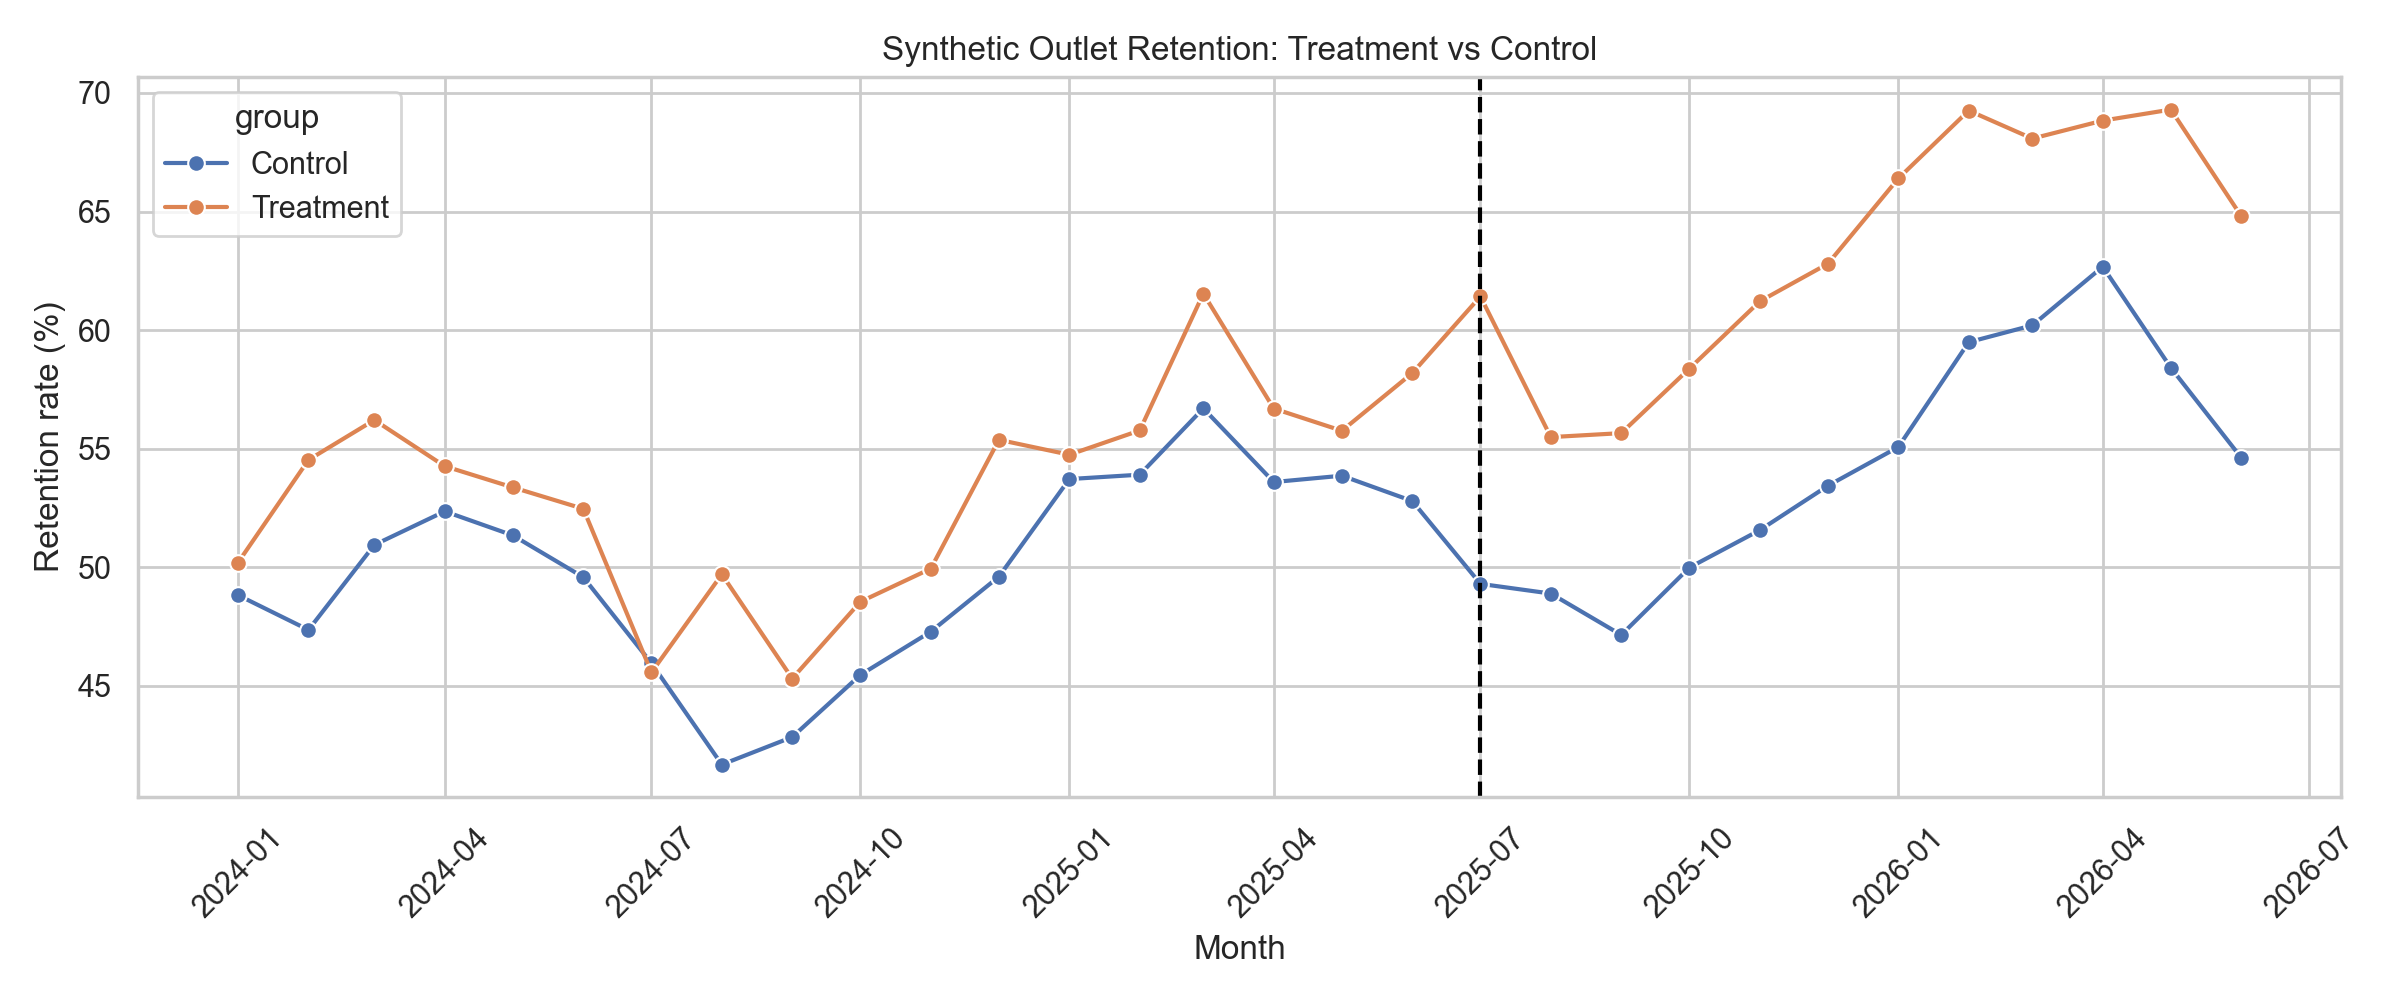 Synthetic Outlet Retention: Treatment vs Control
group
Control
Treatment
Retention rate (%)
70
65
60
55
50
45
2024-01
2024-04
2024-07
2024-10
2025-01
2025-04
2025-07
2025-10
2026-01
2026-04
2026-07
Month